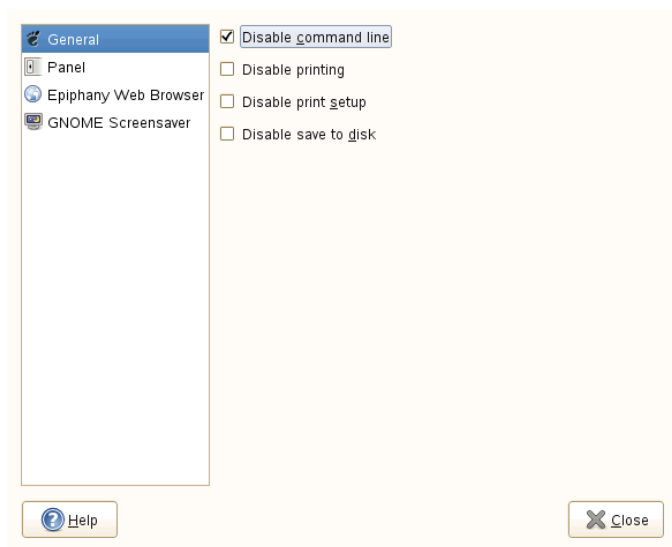 General
Panel
Epiphany Web Browser
GNOME Screensaver
Disable command line
Disable printing
Disable print setup
Disable save to disk
Help
Close